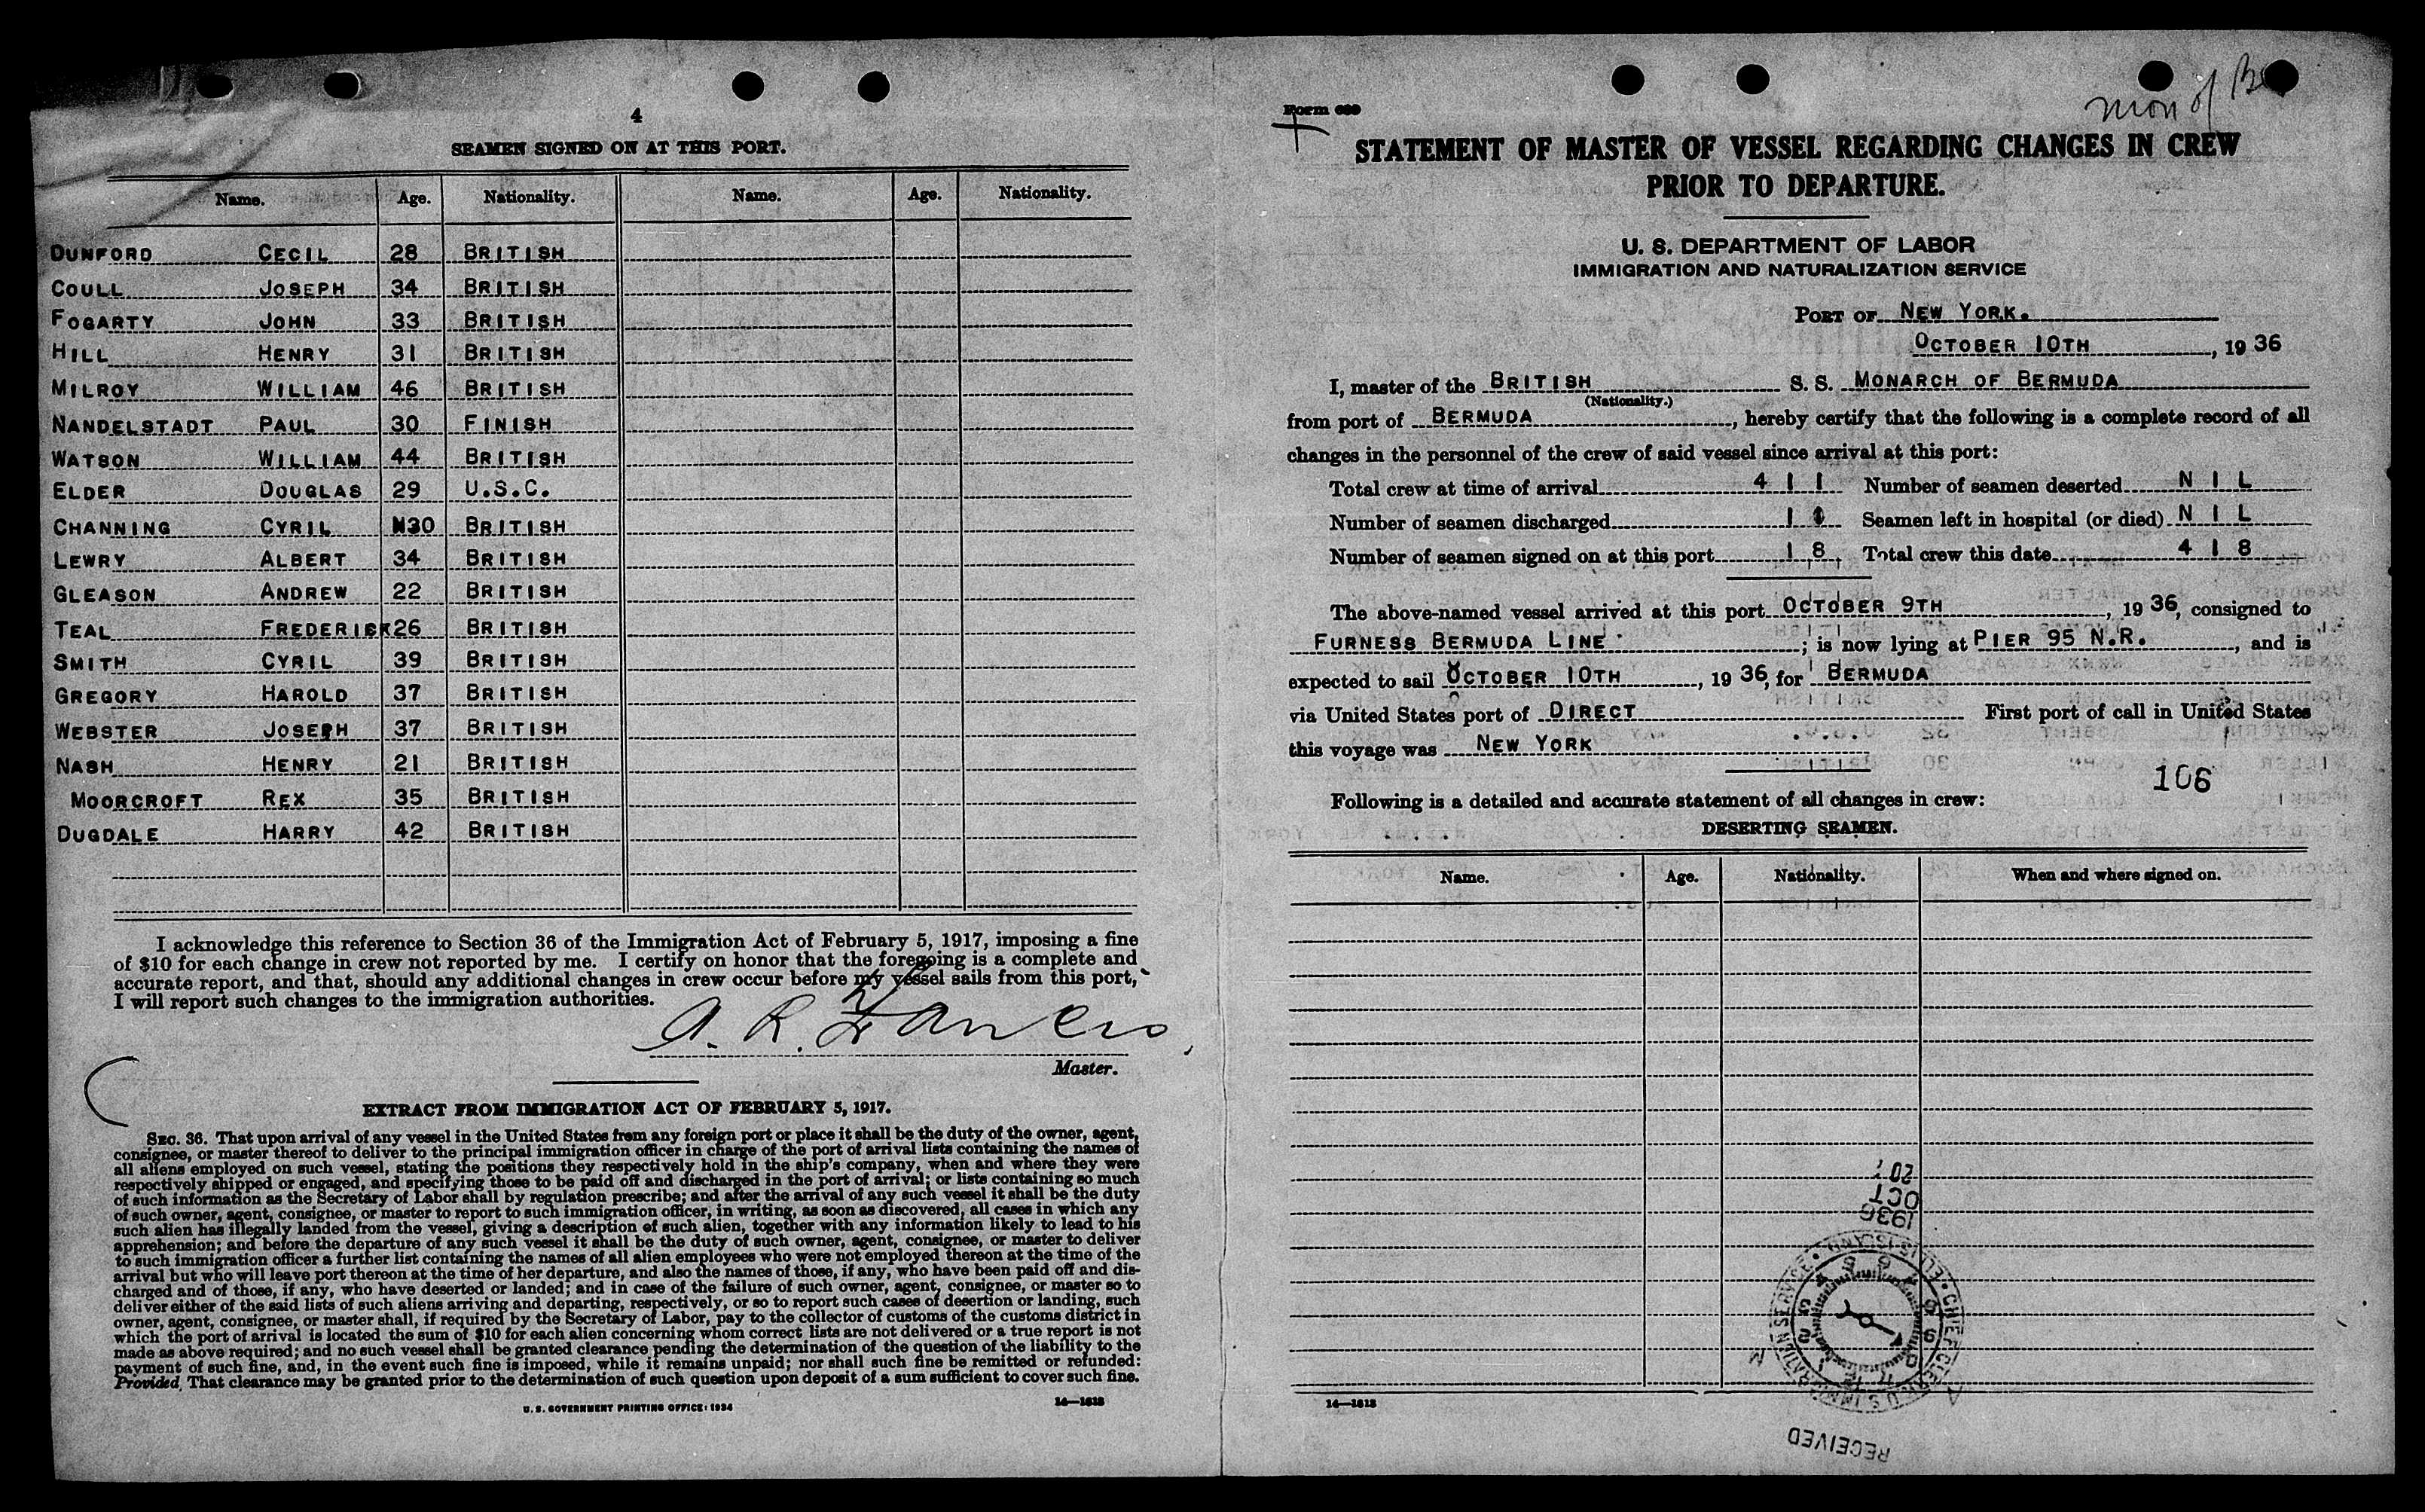 4
SEAMEN SIGNED ON AT THIS PORT.
Name. Age. Nationality. Name. Age. Nationality.
DUNFORD CECIL 28 BRITISH
COULL JOSEPH 34 BRITISH
FOGARTY JOHN 33 BRITISH
HILL HENRY 31 BRITISH
MILROY WILLIAM 46 BRITISH
NANDELSTADT PAUL 30 FINISH
WATSON WILLIAM 44 BRITISH
ELDER DOUGLAS 29 U.S.C.
CHANNING CYRIL 30 BRITISH
LEWRY ALBERT 34 BRITISH
GLEASON ANDREW 22 BRITISH
TEAL FREDERICK 26 BRITISH
SMITH CYRIL 39 BRITISH
GREGORY HAROLD 37 BRITISH
WEBSTER JOSEPH 37 BRITISH
NASH HENRY 21 BRITISH
MOORCROFT REX 35 BRITISH
DUGDALE HARRY 42 BRITISH
I acknowledge this reference to Section 36 of the Immigration Act of February 5, 1917, imposing a fine
of $10 for each change in crew not reported by me. I certify on honor that the foregoing is a complete and
accurate report, and that, should any additional changes in crew occur before my vessel sails from this port,
I will report such changes to the immigration authorities.
A. R.
Master.
EXTRACT FROM IMMIGRATION ACT OF FEBRUARY 5, 1917.
SEC. 36. That upon arrival of any vessel in the United States from any foreign port or place it shall be the duty of the owner, agent,
consignee, or master thereof to deliver to the principal immigration officer in charge of the port of arrival lists containing the names of
all aliens employed on such vessel, stating the positions they respectively hold in the ship's company, when and where they were
respectively shipped or engaged, and specifying those to be paid off and discharged in the port of arrival; or lists containing so much
of such information as the Secretary of Labor shall by regulation prescribe; and after the arrival of any such vessel it shall be the duty
of such owner, agent, consignee, or master to report to such immigration officer, in writing, as soon as discovered, all cases in which any
such alien has illegally landed from the vessel, giving a description of such alien, together with any information likely to lead to his
apprehension; and before the departure of any such vessel it shall be the duty of such owner, agent, consignee, or master to deliver
to such immigration officer a further list containing the names of all alien employees who were not employed thereon at the time of the
arrival but who will leave port thereon at the time of her departure, and also the names of those, if any, who have been paid off and dis-
charged and of those, if any, who have deserted or landed; and in case of the failure of such owner, agent, consignee, or master so to
deliver either of the said lists of such aliens arriving and departing, respectively, or so to report such cases of desertion or landing, such
owner, agent, consignee, or master shall, if required by the Secretary of Labor, pay to the collector of customs of the customs district in
which the port of arrival is located the sum of $10 for each alien concerning whom correct lists are not delivered or a true report is not
made as above required; and no such vessel shall be granted clearance pending the determination of the question of the liability to the
payment of such fine, and, in the event such fine is imposed, while it remains unpaid; nor shall such fine be remitted or refunded:
Provided, That clearance may be granted prior to the determination of such question upon deposit of a sum sufficient to cover such fine.
U. S. GOVERNMENT PRINTING OFFICE: 1934 14—1613
Form 689
mon of B
STATEMENT OF MASTER OF VESSEL REGARDING CHANGES IN CREW
PRIOR TO DEPARTURE.
U. S. DEPARTMENT OF LABOR
IMMIGRATION AND NATURALIZATION SERVICE
PORT OF NEW YORK.
OCTOBER 10TH, 1936
I, master of the BRITISH S. S. MONARCH OF BERMUDA
(Nationality.)
from port of BERMUDA, hereby certify that the following is a complete record of all
changes in the personnel of the crew of said vessel since arrival at this port:
Total crew at time of arrival 411 Number of seamen deserted NIL
Number of seamen discharged 11 Seamen left in hospital (or died) NIL
Number of seamen signed on at this port 18 Total crew this date 418
The above-named vessel arrived at this port OCTOBER 9TH, 1936, consigned to
FURNESS BERMUDA LINE; is now lying at PIER 95 N.R., and is
expected to sail OCTOBER 10TH, 1936, for BERMUDA
via United States port of DIRECT First port of call in United States
this voyage was NEW YORK
106
Following is a detailed and accurate statement of all changes in crew:
DESERTING SEAMEN.
Name. Age. Nationality. When and where signed on.
1936
OCT
CHIEF CLERK U S IMMIGRATION SERVICE • ELLIS ISLAND
RECEIVED
14—1613